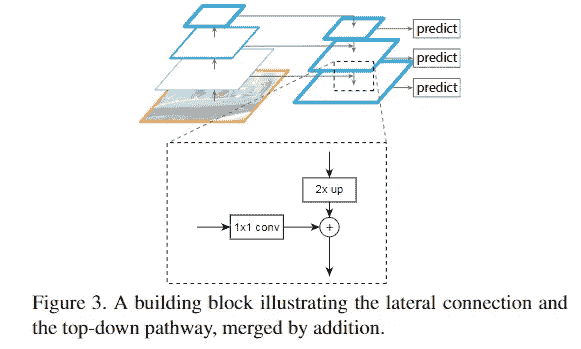 predict
predict
predict
2x up
1x1 conv
+
Figure 3. A building block illustrating the lateral connection and
the top-down pathway, merged by addition.